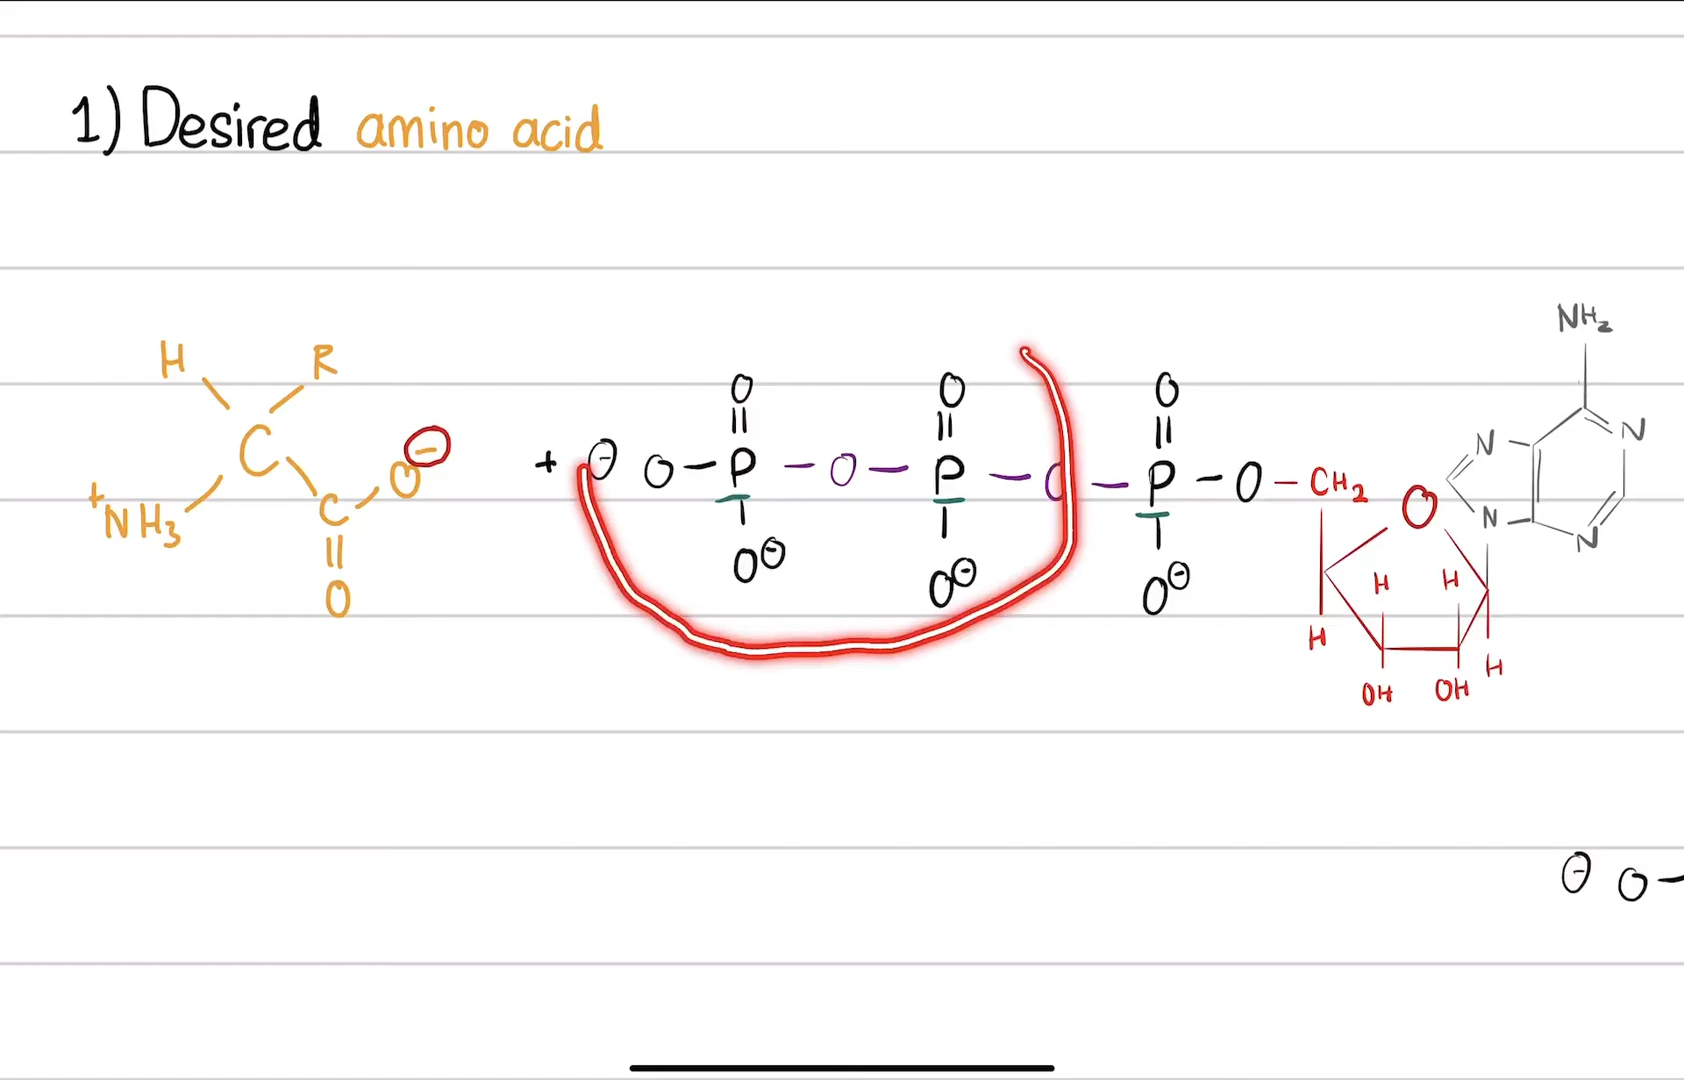 1) Desired amino acid
NH₂
H R O O O
C O⊖ N N
+ ⊖ O-P-O-P-O-P-O-CH₂ O
+NH₃ C N N
O O⊖ O⊖ O⊖ H H
H OH OH H
⊖ O-